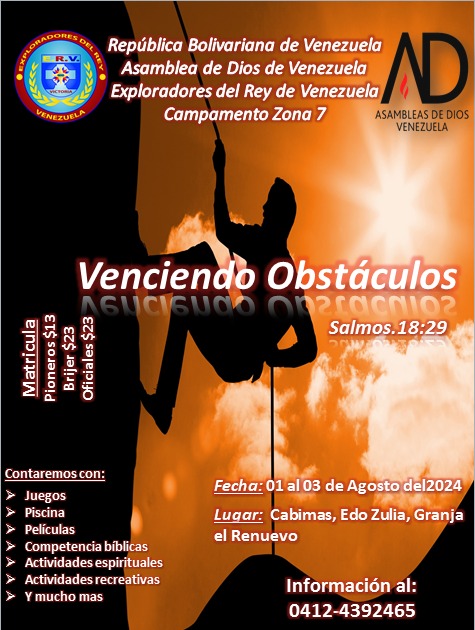 EXPLORADORES DEL REY
E.R.V.
VICTORIA
VENEZUELA
República Bolivariana de Venezuela
Asamblea de Dios de Venezuela
Exploradores del Rey de Venezuela
Campamento Zona 7
AD
ASAMBLEAS DE DIOS
VENEZUELA
Venciendo Obstáculos
Salmos.18:29
Matricula
Pioneros $13
Brijer $23
Oficiales $23
Contaremos con:
➢ Juegos
➢ Piscina
➢ Películas
➢ Competencia bíblicas
➢ Actividades espirituales
➢ Actividades recreativas
➢ Y mucho mas
Fecha: 01 al 03 de Agosto del2024
Lugar: Cabimas, Edo Zulia, Granja
el Renuevo
Información al:
0412-4392465